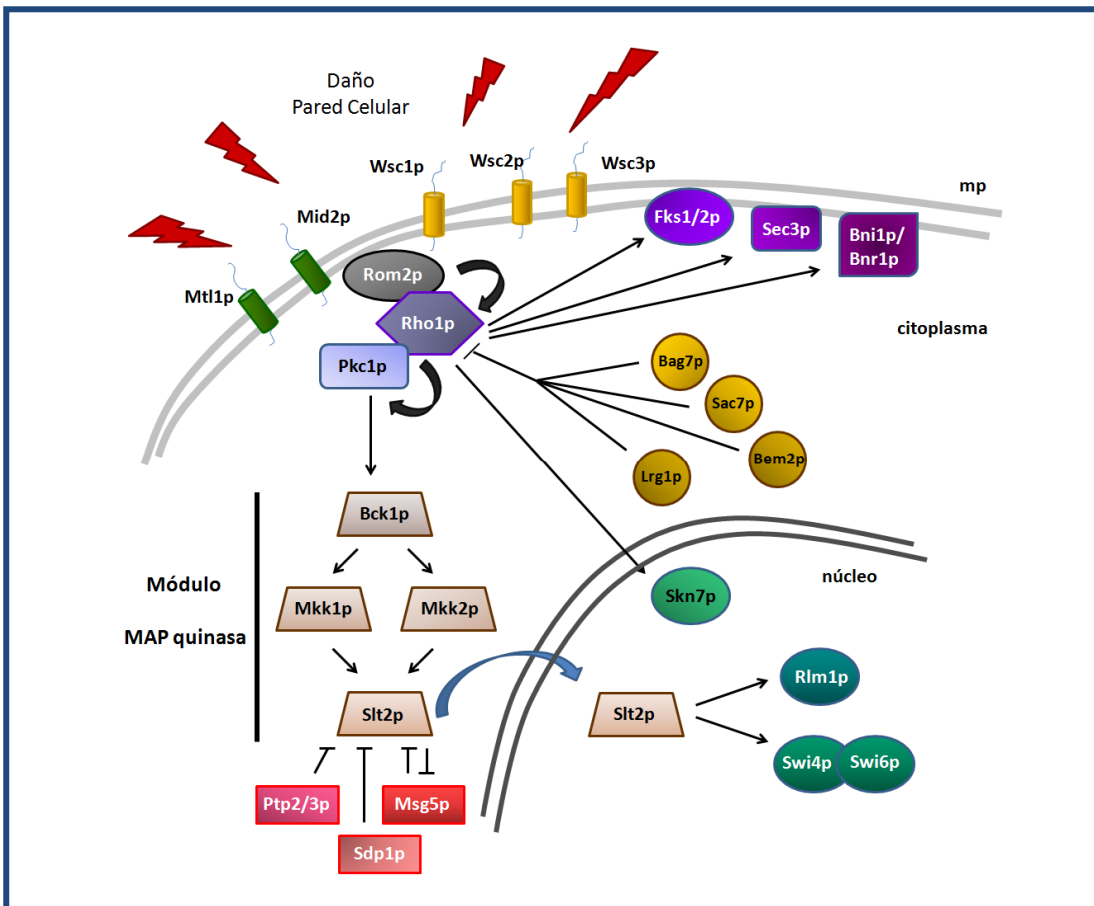 Daño
Pared Celular
Wsc1p
Wsc2p
Wsc3p
mp
Mid2p
Fks1/2p
Sec3p
Bni1p/
Bnr1p
Mtl1p
Rom2p
Rho1p
citoplasma
Pkc1p
Bag7p
Sac7p
Bem2p
Lrg1p
Bck1p
Módulo
MAP quinasa
Mkk1p
Mkk2p
núcleo
Skn7p
Slt2p
Slt2p
Rlm1p
Swi4p
Swi6p
Ptp2/3p
Msg5p
Sdp1p